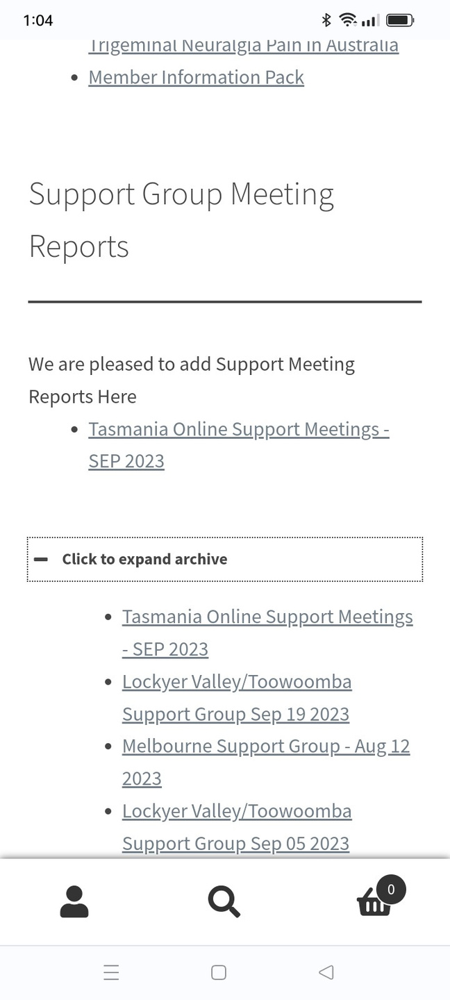 1:04
Trigeminal Neuralgia Pain in Australia
Member Information Pack
Support Group Meeting
Reports
We are pleased to add Support Meeting
Reports Here
Tasmania Online Support Meetings -
SEP 2023
Click to expand archive
Tasmania Online Support Meetings
- SEP 2023
Lockyer Valley/Toowoomba
Support Group Sep 19 2023
Melbourne Support Group - Aug 12
2023
Lockyer Valley/Toowoomba
Support Group Sep 05 2023
0